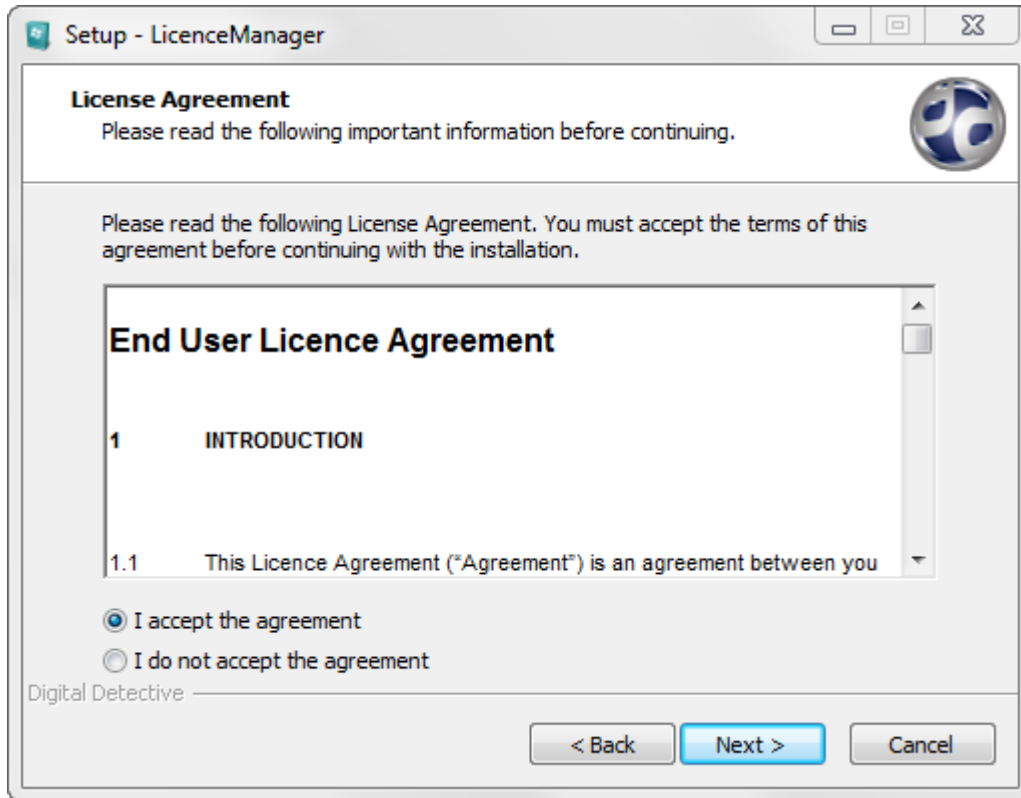 Setup - LicenceManager
License Agreement
Please read the following important information before continuing.
Please read the following License Agreement. You must accept the terms of this
agreement before continuing with the installation.
End User Licence Agreement
1 INTRODUCTION
1.1 This Licence Agreement (“Agreement”) is an agreement between you
I accept the agreement
I do not accept the agreement
Digital Detective
< Back Next > Cancel